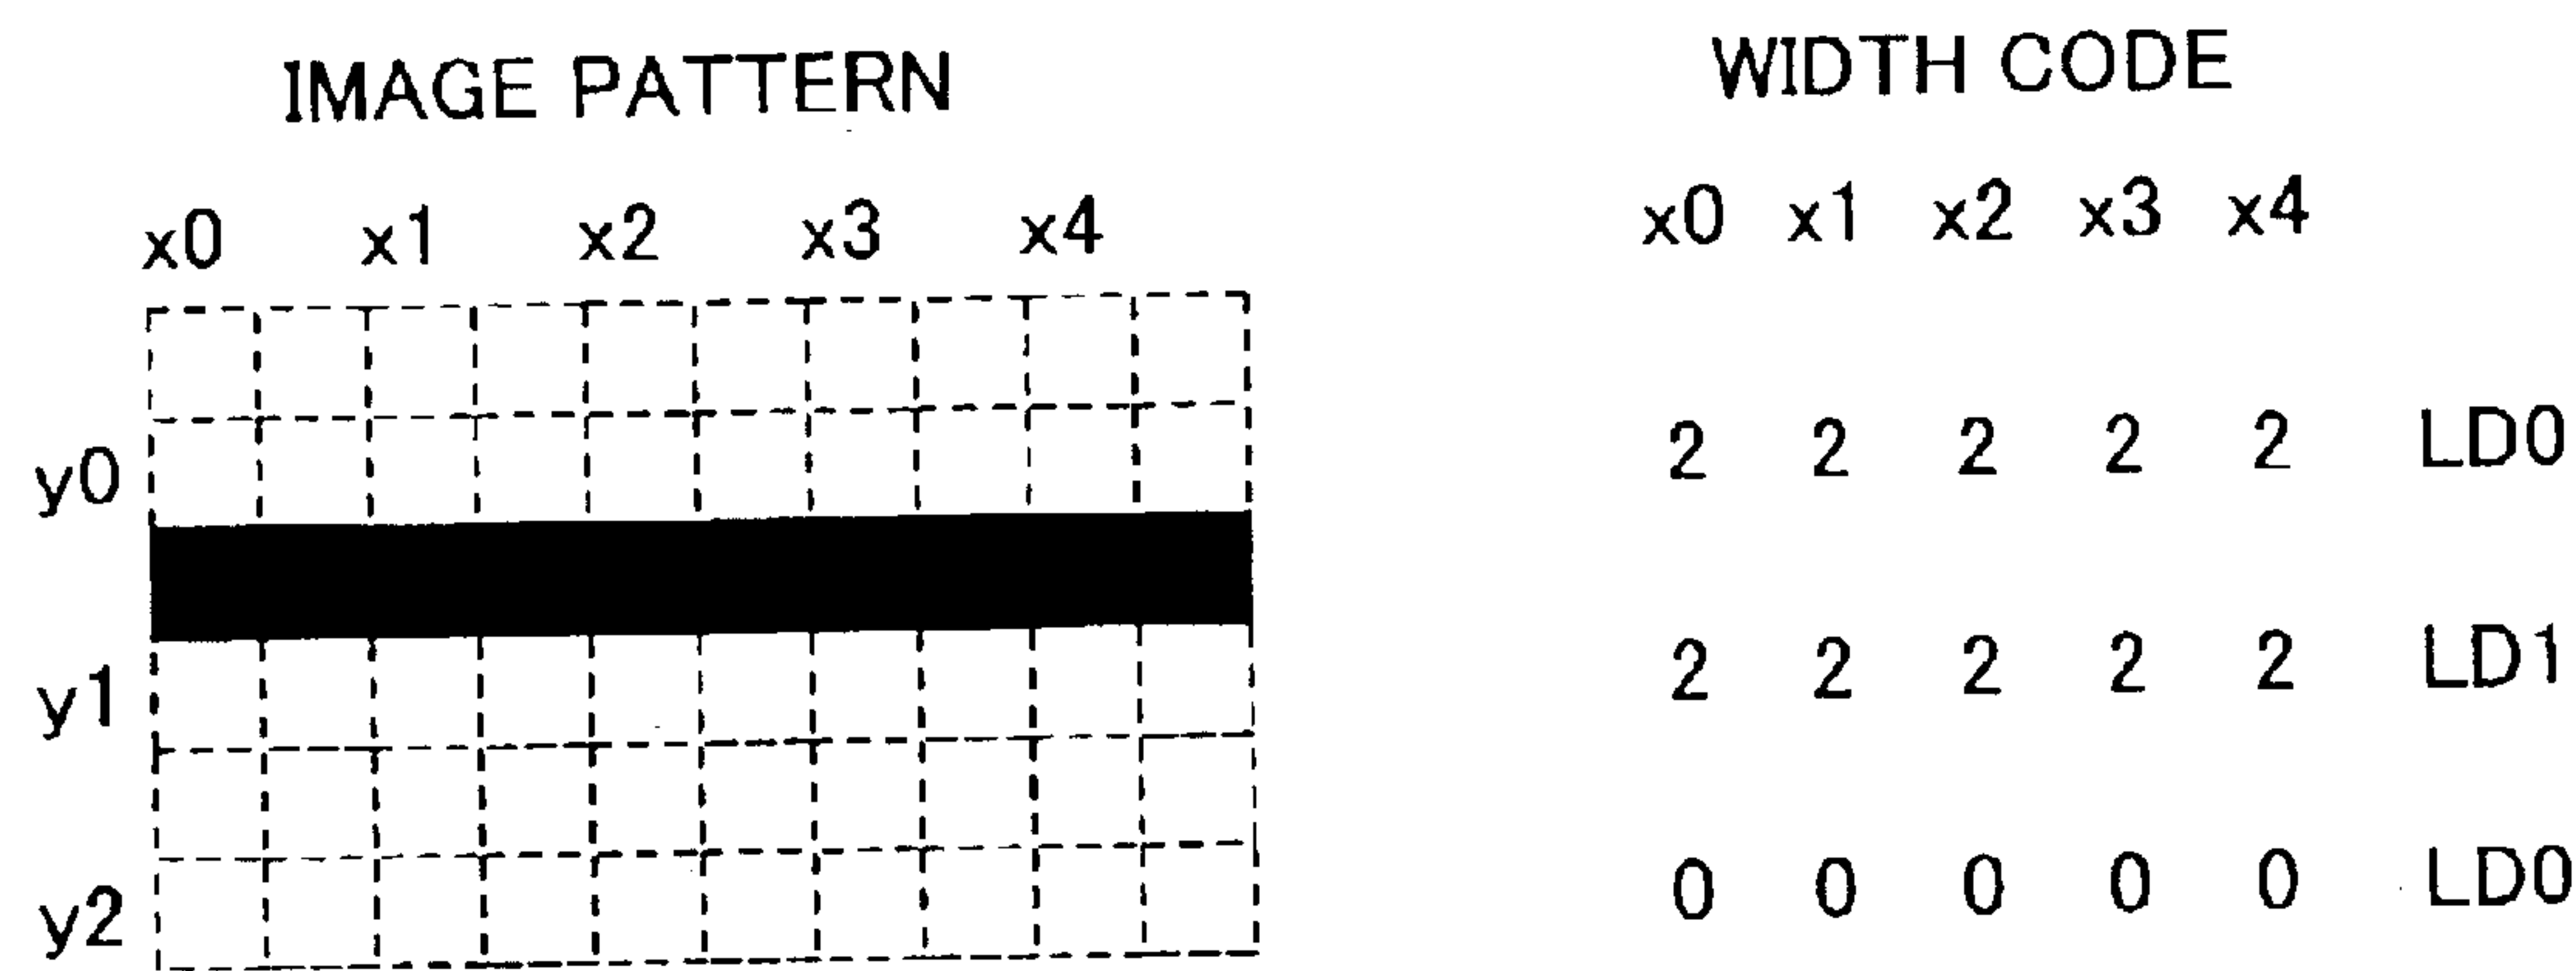 IMAGE PATTERN
x0 x1 x2 x3 x4
y0
y1
y2
WIDTH CODE
x0 x1 x2 x3 x4
2 2 2 2 2 LD0
2 2 2 2 2 LD1
0 0 0 0 0 LD0